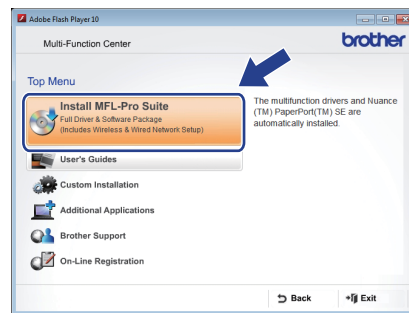 Adobe Flash Player 10
Multi-Function Center
brother
Top Menu
Install MFL-Pro Suite
Full Driver & Software Package
(Includes Wireless & Wired Network Setup)
The multifunction drivers and Nuance
(TM) PaperPort(TM) SE are
automatically installed.
User's Guides
Custom Installation
Additional Applications
Brother Support
On-Line Registration
Back
Exit